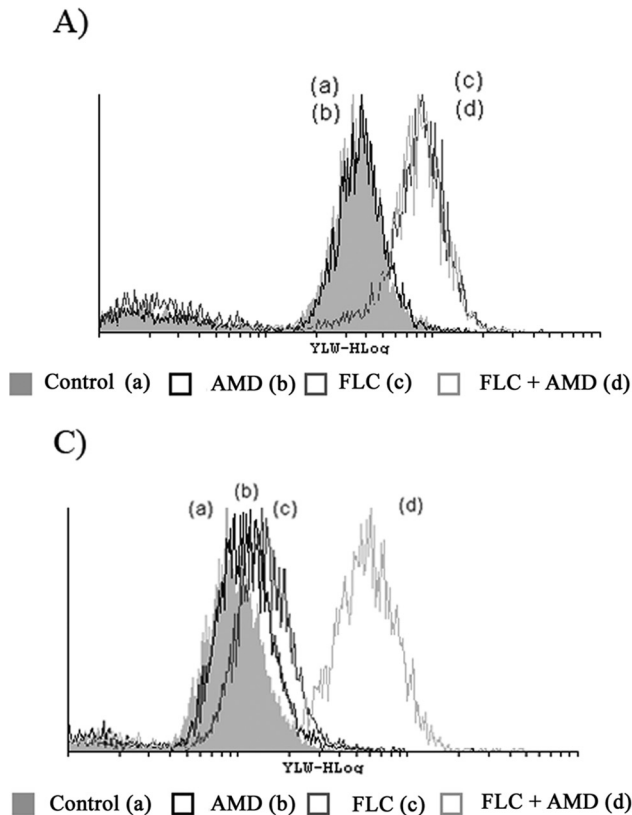 A)
(a) (c)
(b) (d)
YLW-HLog
Control (a) AMD (b) FLC (c) FLC + AMD (d)
C)
(a) (b) (c) (d)
YLW-HLog
Control (a) AMD (b) FLC (c) FLC + AMD (d)